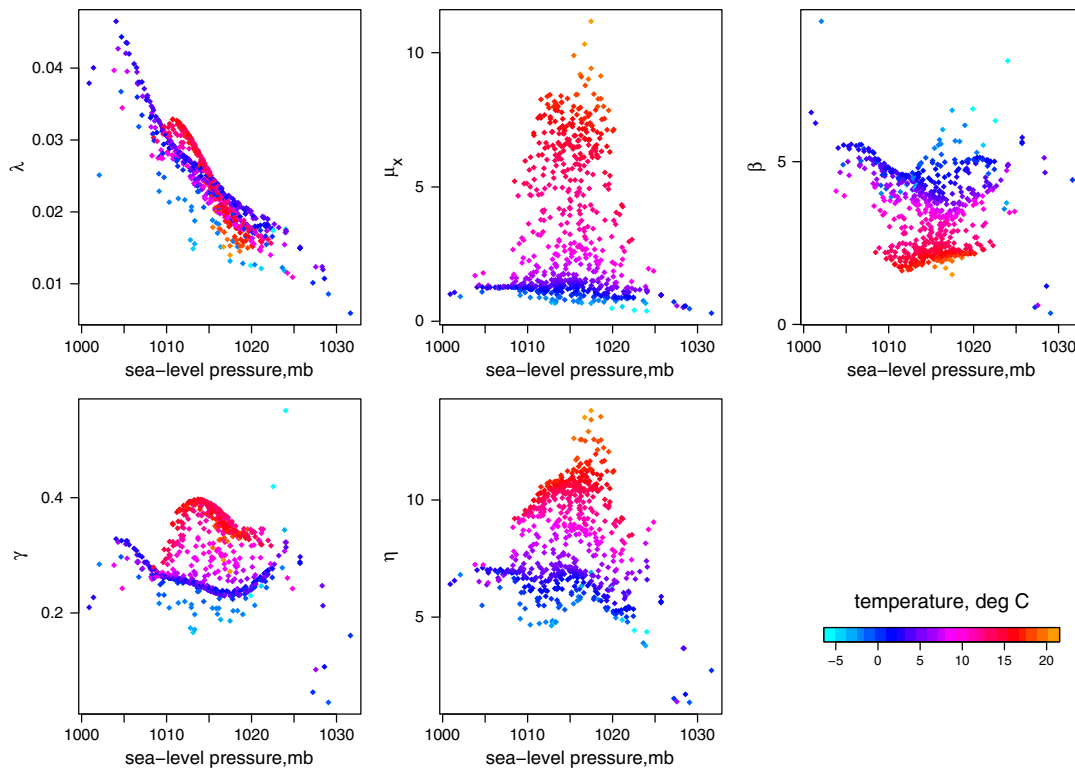 0.04
0.03
0.02
0.01
λ
1000 1010 1020 1030
sea−level pressure,mb
10
5
0
μx
1000 1010 1020 1030
sea−level pressure,mb
5
0
β
1000 1010 1020 1030
sea−level pressure,mb
0.4
0.2
γ
1000 1010 1020 1030
sea−level pressure,mb
10
5
η
1000 1010 1020 1030
sea−level pressure,mb
temperature, deg C
−5 0 5 10 15 20